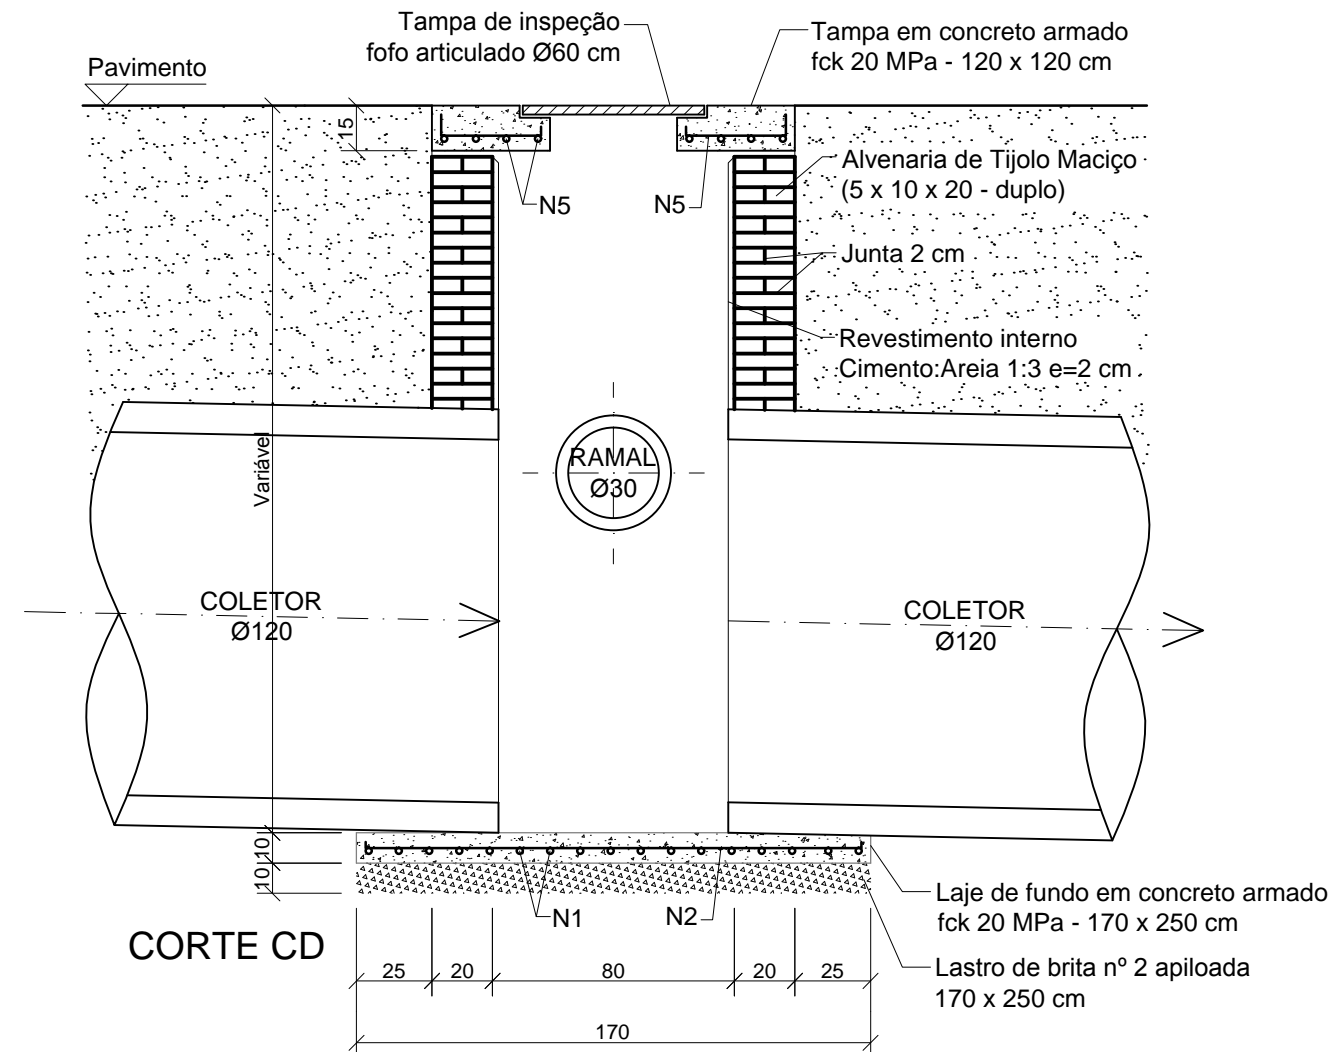 Tampa de inspeção
fofo articulado Ø60 cm
Tampa em concreto armado
fck 20 MPa - 120 x 120 cm
Pavimento
15
Alvenaria de Tijolo Maciço
(5 x 10 x 20 - duplo)
N5
N5
Junta 2 cm
Revestimento interno
Cimento:Areia 1:3 e=2 cm
Variável
RAMAL
Ø30
COLETOR
Ø120
COLETOR
Ø120
10
10
N1
N2
Laje de fundo em concreto armado
fck 20 MPa - 170 x 250 cm
CORTE CD
Lastro de brita nº 2 apiloada
170 x 250 cm
25
20
80
20
25
170